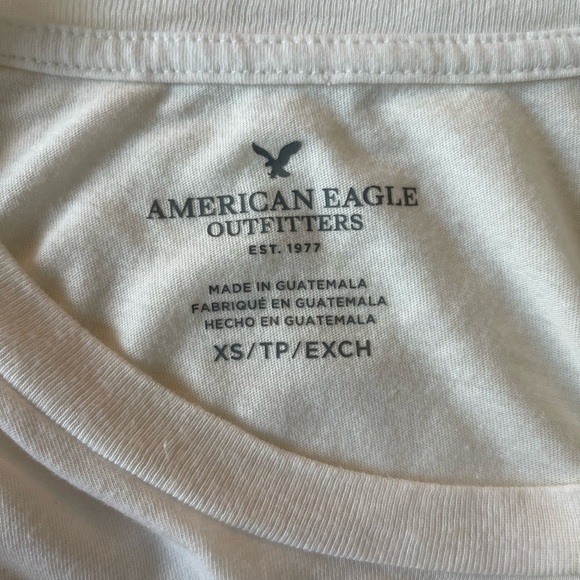 AMERICAN EAGLE
OUTFITTERS
EST. 1977
MADE IN GUATEMALA
FABRIQUÉ EN GUATEMALA
HECHO EN GUATEMALA
XS/TP/EXCH